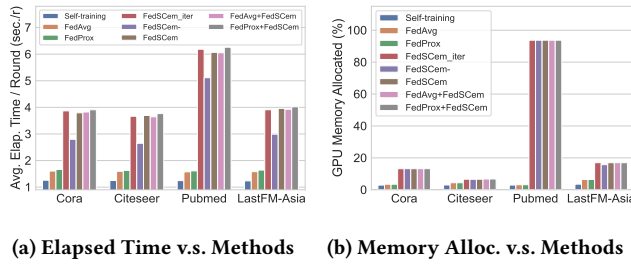 (a)
Self-training
FedSCem_iter
FedAvg+FedSCem
FedAvg
FedSCem-
FedProx+FedSCem
FedProx
FedSCem
Avg. Elap. Time / Round (sec./r)
7
6
5
4
3
2
1
Cora
Citeseer
Pubmed
LastFM-Asia
(b)
Self-training
FedAvg
FedProx
FedSCem_iter
FedSCem-
FedSCem
FedAvg+FedSCem
FedProx+FedSCem
GPU Memory Allocated (%)
100
80
60
40
20
0
Cora
Citeseer
Pubmed
LastFM-Asia
(a) Elapsed Time v.s. Methods
(b) Memory Alloc. v.s. Methods